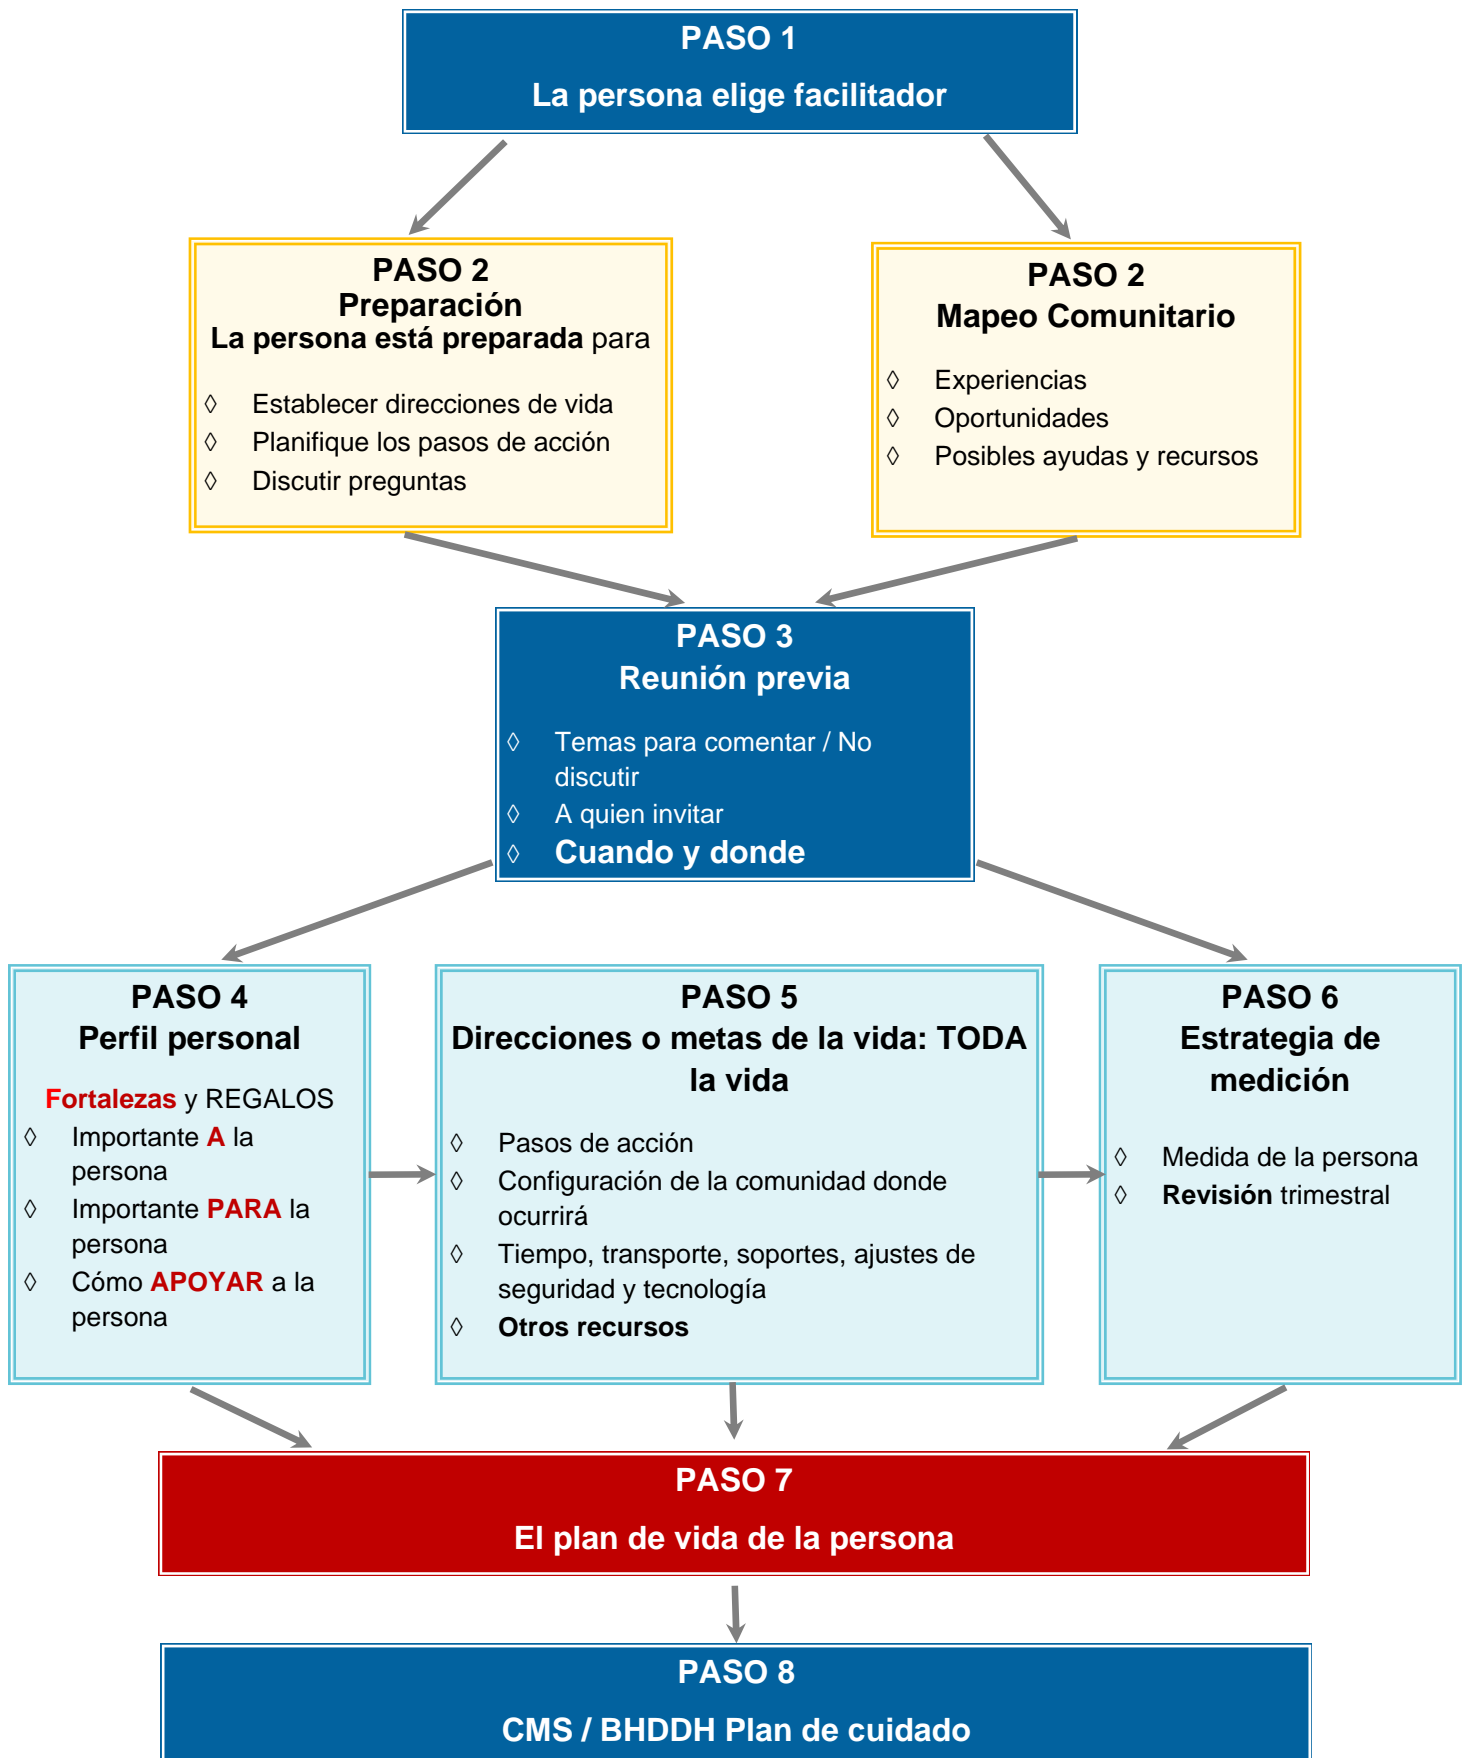 PASO 1
La persona elige facilitador
PASO 2
Preparación
La persona está preparada para
◊ Establecer direcciones de vida
◊ Planifique los pasos de acción
◊ Discutir preguntas
PASO 2
Mapeo Comunitario
◊ Experiencias
◊ Oportunidades
◊ Posibles ayudas y recursos
PASO 3
Reunión previa
◊ Temas para comentar / No
discutir
◊ A quien invitar
◊ Cuando y donde
PASO 4
Perfil personal
Fortalezas y REGALOS
◊ Importante A la
persona
◊ Importante PARA la
persona
◊ Cómo APOYAR a la
persona
PASO 5
Direcciones o metas de la vida: TODA
la vida
◊ Pasos de acción
◊ Configuración de la comunidad donde
ocurrirá
◊ Tiempo, transporte, soportes, ajustes de
seguridad y tecnología
◊ Otros recursos
PASO 6
Estrategia de
medición
◊ Medida de la persona
◊ Revisión trimestral
PASO 7
El plan de vida de la persona
PASO 8
CMS / BHDDH Plan de cuidado